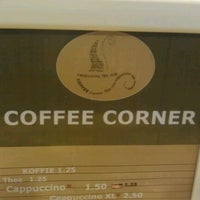 COFFEE CORNER
KOFFIE 1.25
Thee 1.25
Cappuccino 1.50
Cappuccino XL 2.50